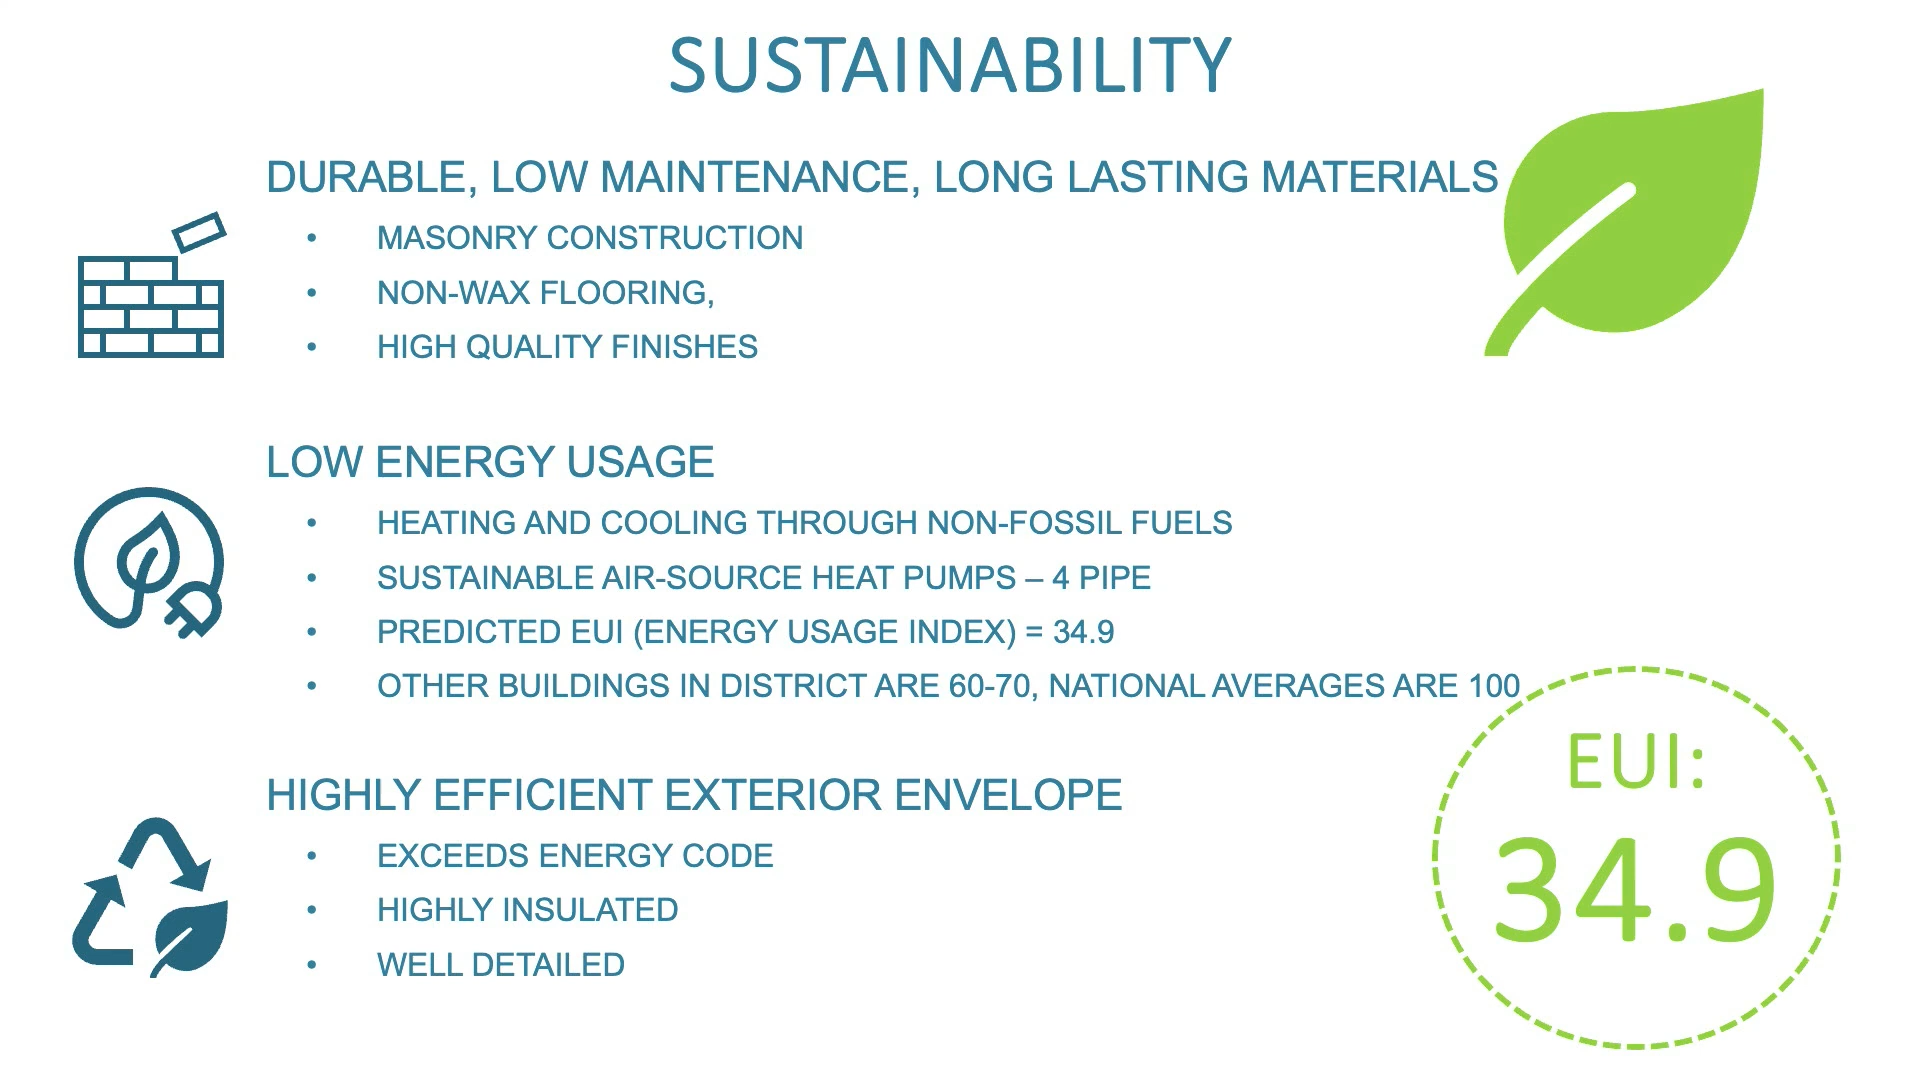 SUSTAINABILITY
DURABLE, LOW MAINTENANCE, LONG LASTING MATERIALS
• MASONRY CONSTRUCTION
• NON-WAX FLOORING,
• HIGH QUALITY FINISHES
LOW ENERGY USAGE
• HEATING AND COOLING THROUGH NON-FOSSIL FUELS
• SUSTAINABLE AIR-SOURCE HEAT PUMPS – 4 PIPE
• PREDICTED EUI (ENERGY USAGE INDEX) = 34.9
• OTHER BUILDINGS IN DISTRICT ARE 60-70, NATIONAL AVERAGES ARE 100
HIGHLY EFFICIENT EXTERIOR ENVELOPE
• EXCEEDS ENERGY CODE
• HIGHLY INSULATED
• WELL DETAILED
EUI:
34.9